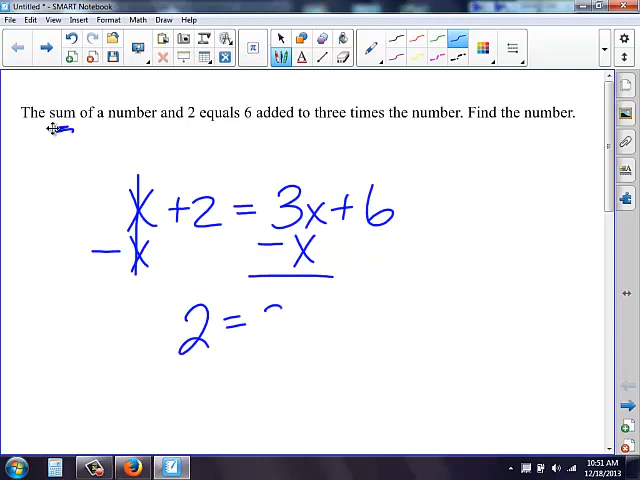 Untitled * - SMART Notebook
File Edit View Insert Format Math Draw Help
The sum of a number and 2 equals 6 added to three times the number. Find the number.
x + 2 = 3x + 6
- x - x
2 =
10:51 AM
12/18/2013